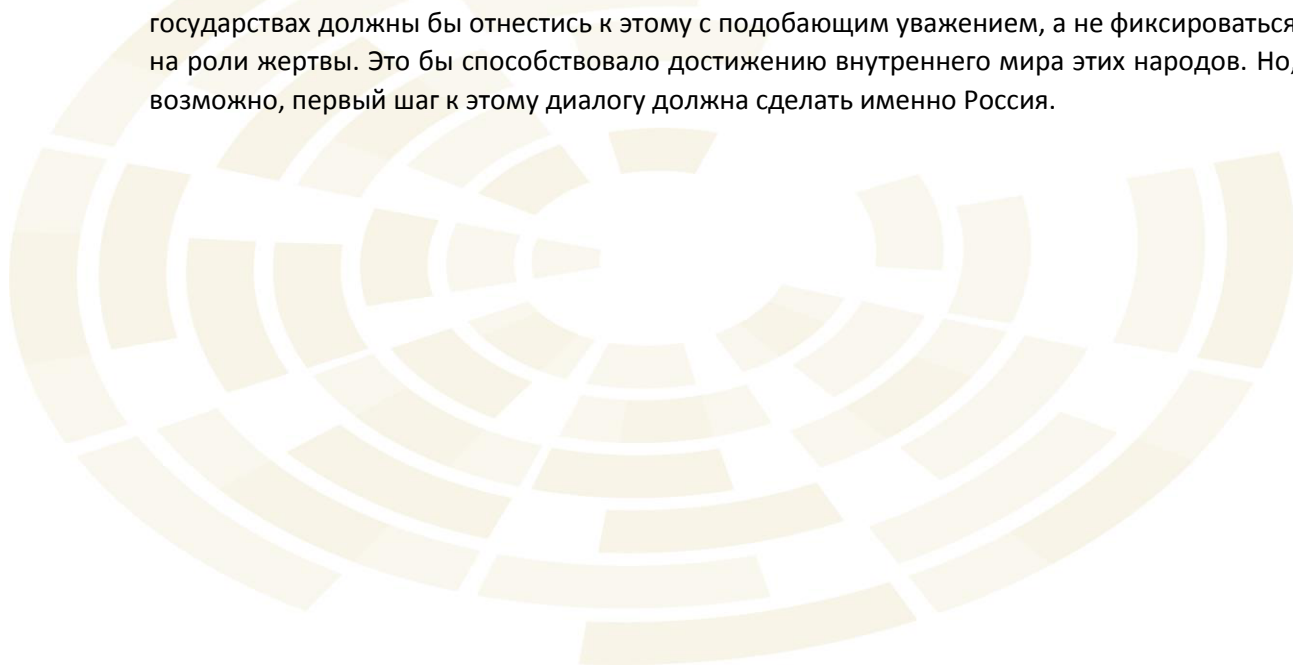 государствах должны бы отнестись к этому с подобающим уважением, а не фиксироваться
на роли жертвы. Это бы способствовало достижению внутреннего мира этих народов. Но,
возможно, первый шаг к этому диалогу должна сделать именно Россия.